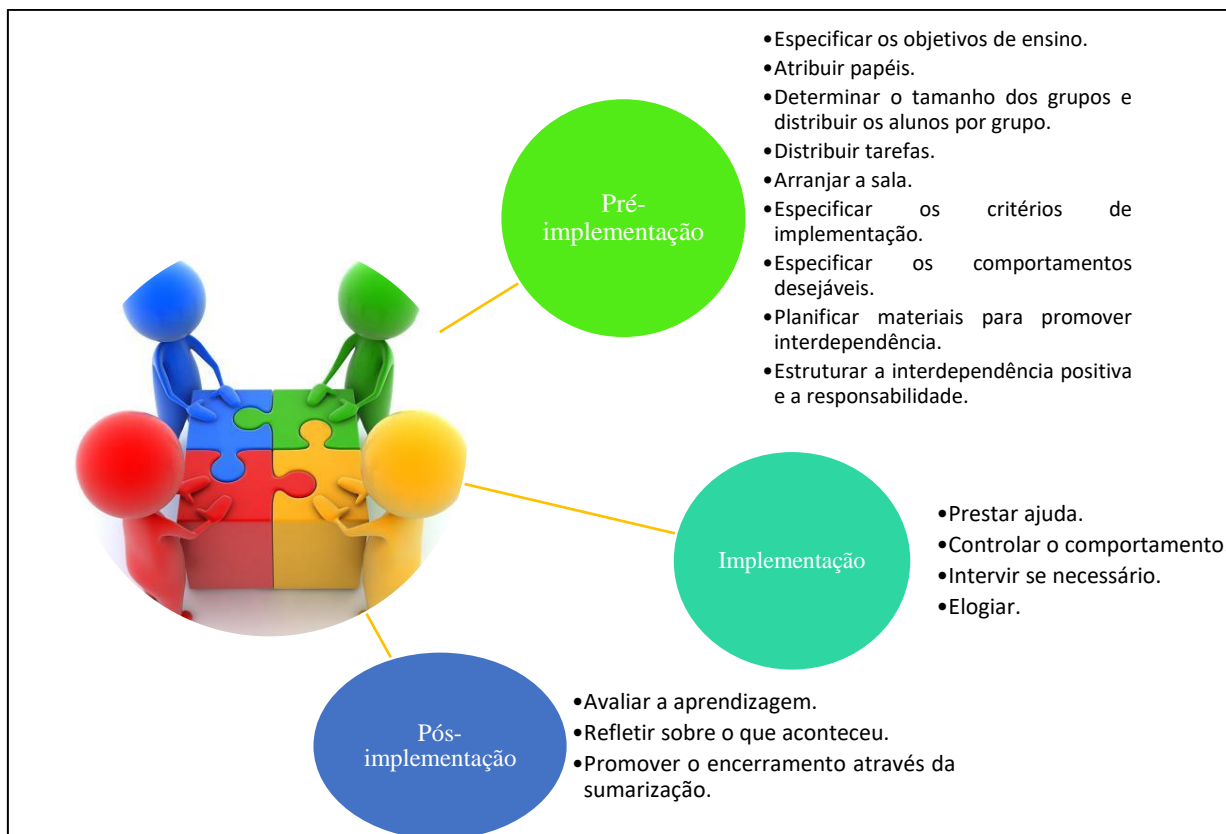 •Especificar os objetivos de ensino.
•Atribuir papéis.
•Determinar o tamanho dos grupos e
distribuir os alunos por grupo.
•Distribuir tarefas.
•Arranjar a sala.
•Especificar os critérios de
implementação.
•Especificar os comportamentos
desejáveis.
•Planificar materiais para promover
interdependência.
•Estruturar a interdependência positiva
e a responsabilidade.
Pré-
implementação
Implementação
•Prestar ajuda.
•Controlar o comportamento
•Intervir se necessário.
•Elogiar.
Pós-
implementação
•Avaliar a aprendizagem.
•Refletir sobre o que aconteceu.
•Promover o encerramento através da
sumarização.